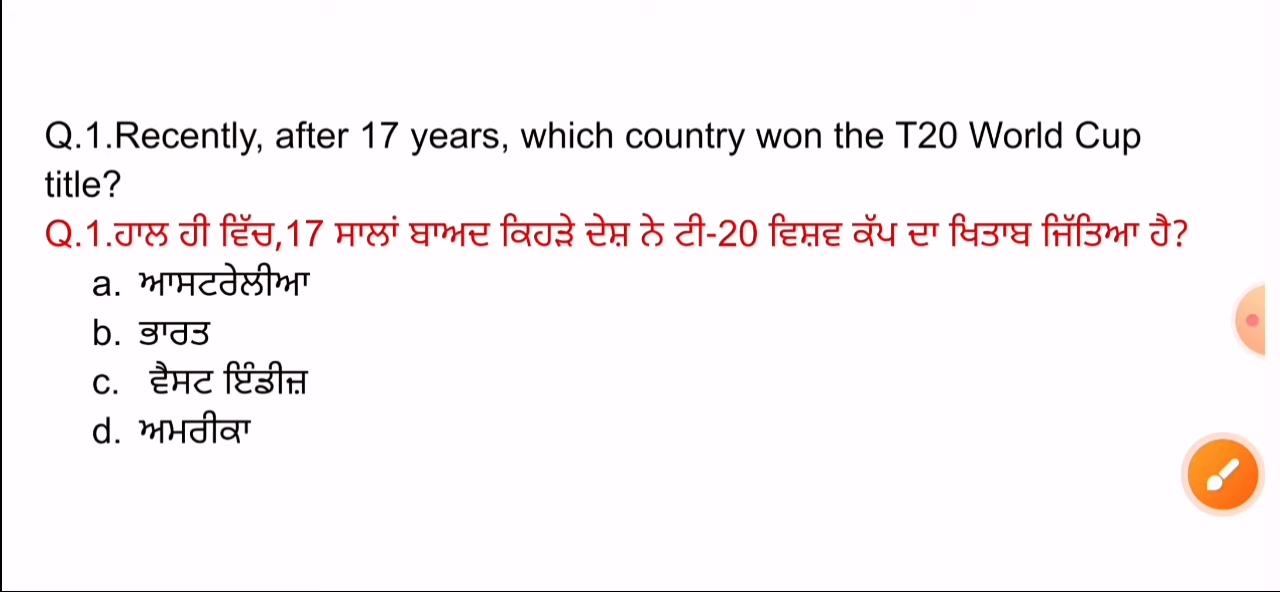 Q.1.Recently, after 17 years, which country won the T20 World Cup
title?
Q.1.ਹਾਲ ਹੀ ਵਿੱਚ,17 ਸਾਲਾਂ ਬਾਅਦ ਕਿਹੜੇ ਦੇਸ਼ ਨੇ ਟੀ-20 ਵਿਸ਼ਵ ਕੱਪ ਦਾ ਖਿਤਾਬ ਜਿੱਤਿਆ ਹੈ?
a. ਆਸਟਰੇਲੀਆ
b. ਭਾਰਤ
c. ਵੈਸਟ ਇੰਡੀਜ਼
d. ਅਮਰੀਕਾ